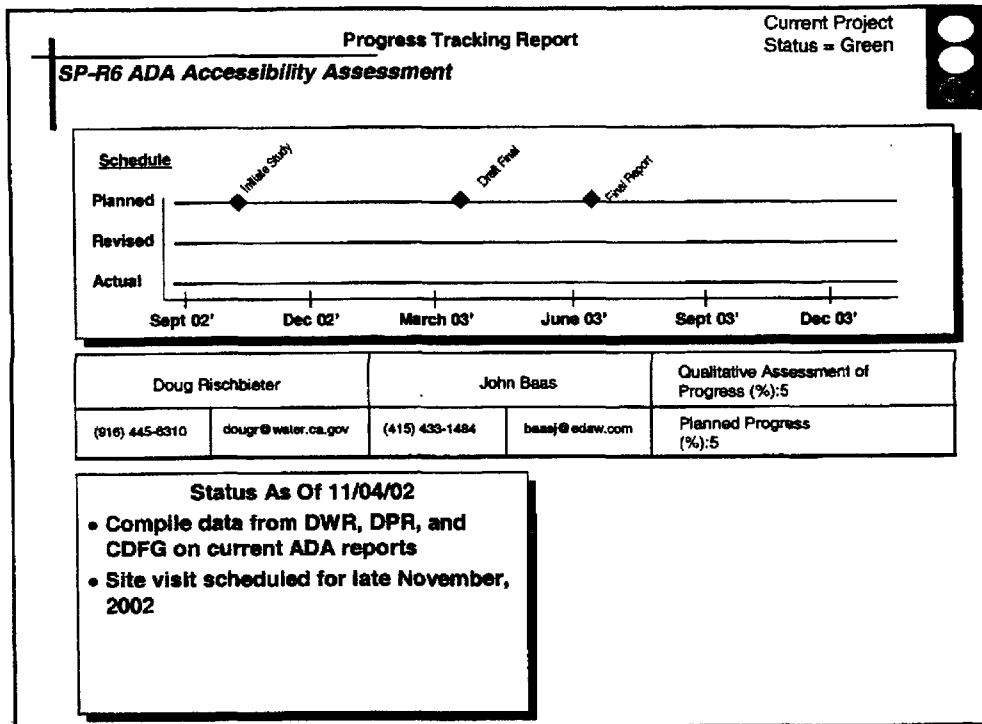 Progress Tracking Report
Current Project
Status = Green
SP-R6 ADA Accessibility Assessment
Schedule
Initiate Study
Draft Final
Final Report
Planned
Revised
Actual
Sept 02'
Dec 02'
March 03'
June 03'
Sept 03'
Dec 03'
Doug Rischbieter
John Baas
Qualitative Assessment of
Progress (%):5
(916) 445-6310
dougr@water.ca.gov
(415) 433-1484
baasj@edaw.com
Planned Progress
(%):5
Status As Of 11/04/02
• Compile data from DWR, DPR, and
CDFG on current ADA reports
• Site visit scheduled for late November,
2002